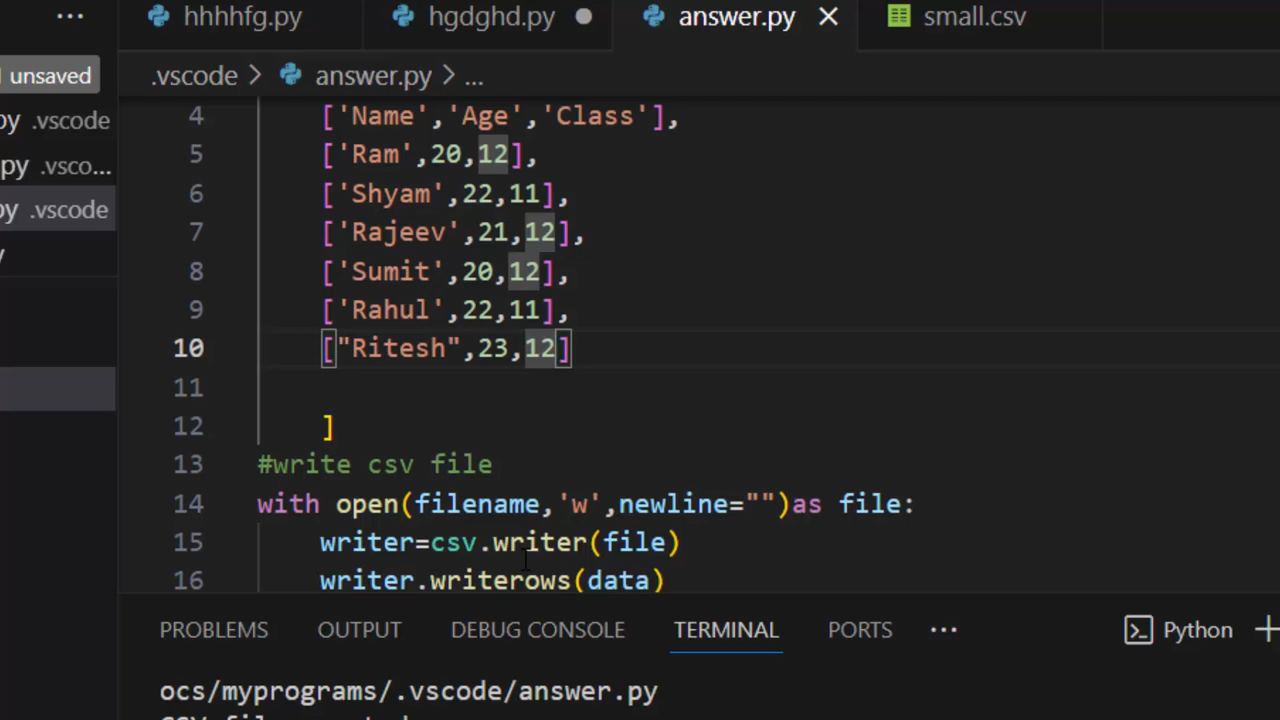 hhhhfg.py hgdghd.py answer.py small.csv
unsaved .vscode > answer.py > ...
py .vscode
py .vsco...
py .vscode
4 ['Name','Age','Class'],
5 ['Ram',20,12],
6 ['Shyam',22,11],
7 ['Rajeev',21,12],
8 ['Sumit',20,12],
9 ['Rahul',22,11],
10 ["Ritesh",23,12]
11
12 ]
13 #write csv file
14 with open(filename,'w',newline="")as file:
15 writer=csv.writer(file)
16 writer.writerows(data)
PROBLEMS OUTPUT DEBUG CONSOLE TERMINAL PORTS ... Python
ocs/myprograms/.vscode/answer.py